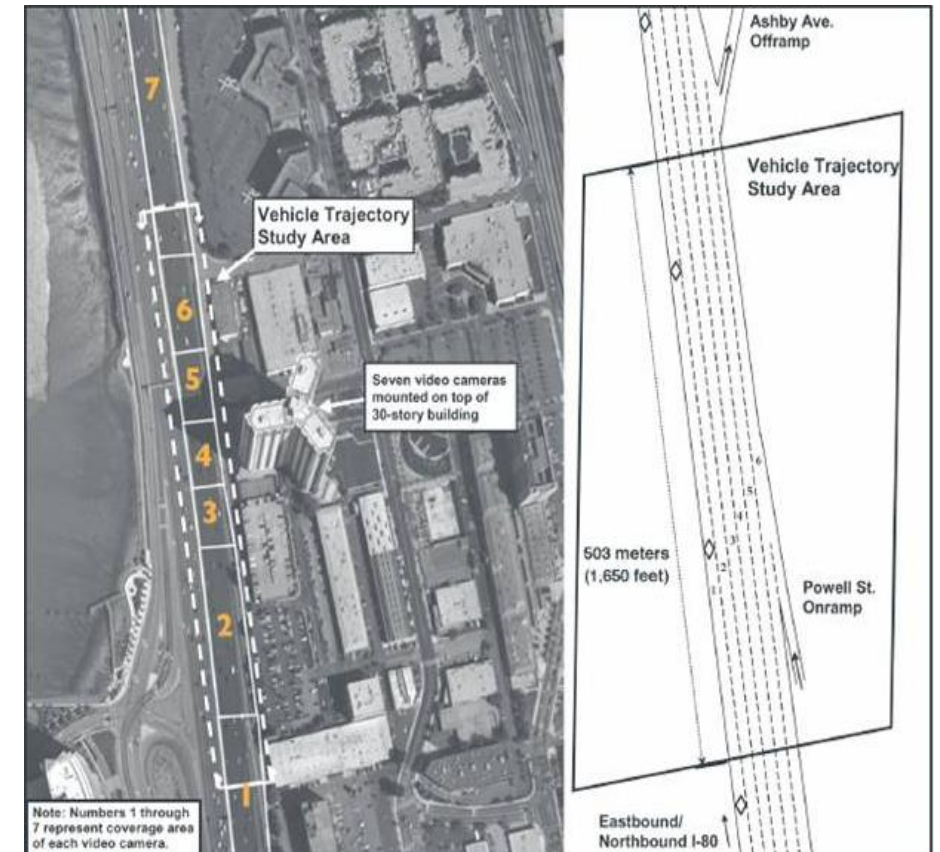 7
Vehicle Trajectory
Study Area
6
5
Seven video cameras
mounted on top of
30-story building
4
3
2
1
Note: Numbers 1 through
7 represent coverage area
of each video camera.
Ashby Ave.
Offramp
Vehicle Trajectory
Study Area
6
5
4
3
2
1
503 meters
(1,650 feet)
Powell St.
Onramp
Eastbound/
Northbound I-80